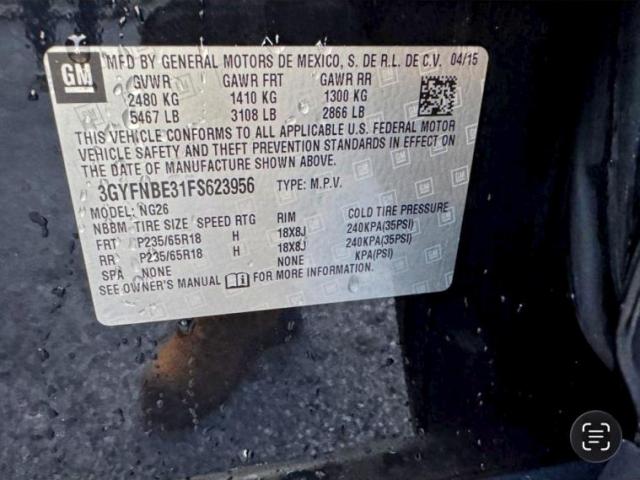 GM
MFD BY GENERAL MOTORS DE MEXICO, S. DE R.L. DE C.V. 04/15
GVWR GAWR FRT GAWR RR
2480 KG 1410 KG 1300 KG
5467 LB 3108 LB 2866 LB
THIS VEHICLE CONFORMS TO ALL APPLICABLE U.S. FEDERAL MOTOR
VEHICLE SAFETY AND THEFT PREVENTION STANDARDS IN EFFECT ON
THE DATE OF MANUFACTURE SHOWN ABOVE.
3GYFNBE31FS623956 TYPE: M.P.V.
MODEL: NG26
NBBM TIRE SIZE SPEED RTG RIM COLD TIRE PRESSURE
FRT P235/65R18 H 18X8J 240KPA(35PSI)
RR P235/65R18 H 18X8J 240KPA(35PSI)
SPA NONE NONE KPA(PSI)
SEE OWNER'S MANUAL FOR MORE INFORMATION.